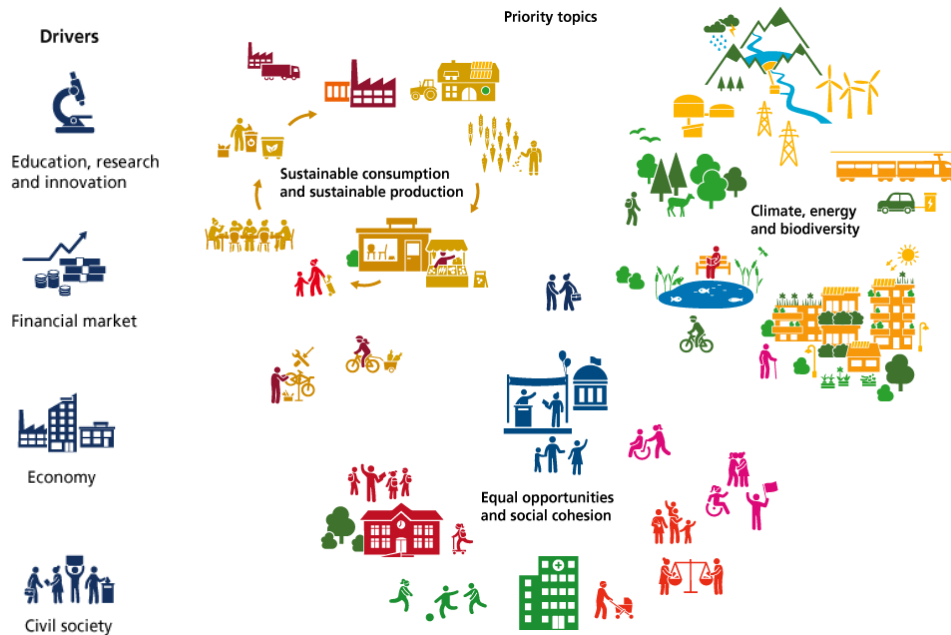 Priority topics
Drivers
Education, research
and innovation
Financial market
Economy
Civil society
Sustainable consumption
and sustainable production
Climate, energy
and biodiversity
Equal opportunities
and social cohesion